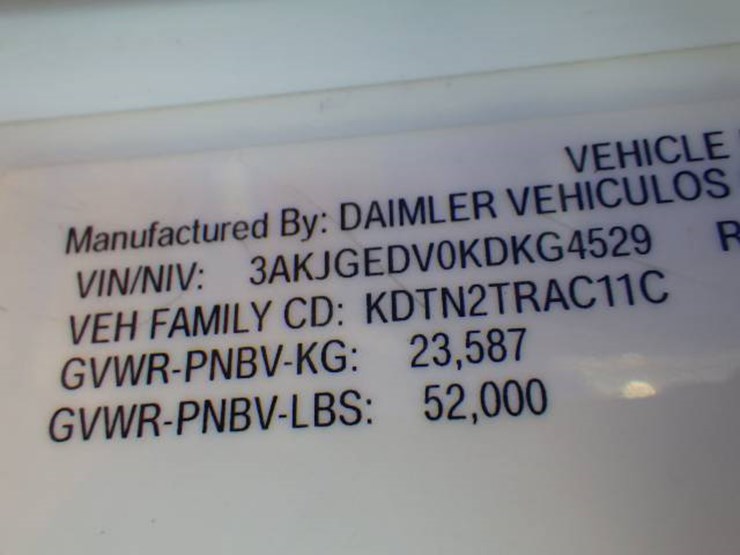 VEHICLE
Manufactured By: DAIMLER VEHICULOS
VIN/NIV: 3AKJGEDV0KDKG4529 R
VEH FAMILY CD: KDTN2TRAC11C
GVWR-PNBV-KG: 23,587
GVWR-PNBV-LBS: 52,000